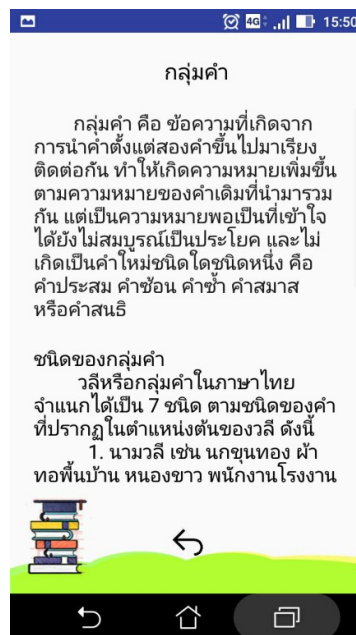 4G 15:50
กลุ่มคำ
กลุ่มคำ คือ ข้อความที่เกิดจาก
การนำคำตั้งแต่สองคำขึ้นไปมาเรียง
ติดต่อกัน ทำให้เกิดความหมายเพิ่มขึ้น
ตามความหมายของคำเดิมที่นำมารวม
กัน แต่เป็นความหมายพอเป็นที่เข้าใจ
ได้ยังไม่สมบูรณ์เป็นประโยค และไม่
เกิดเป็นคำใหม่ชนิดใดชนิดหนึ่ง คือ
คำประสม คำซ้อน คำซ้ำ คำสมาส
หรือคำสนธิ
ชนิดของกลุ่มคำ
วลีหรือกลุ่มคำในภาษาไทย
จำแนกได้เป็น 7 ชนิด ตามชนิดของคำ
ที่ปรากฏในตำแหน่งต้นของวลี ดังนี้
1. นามวลี เช่น นกขุนทอง ผ้า
ทอพื้นบ้าน หนองขาว พนักงานโรงงาน